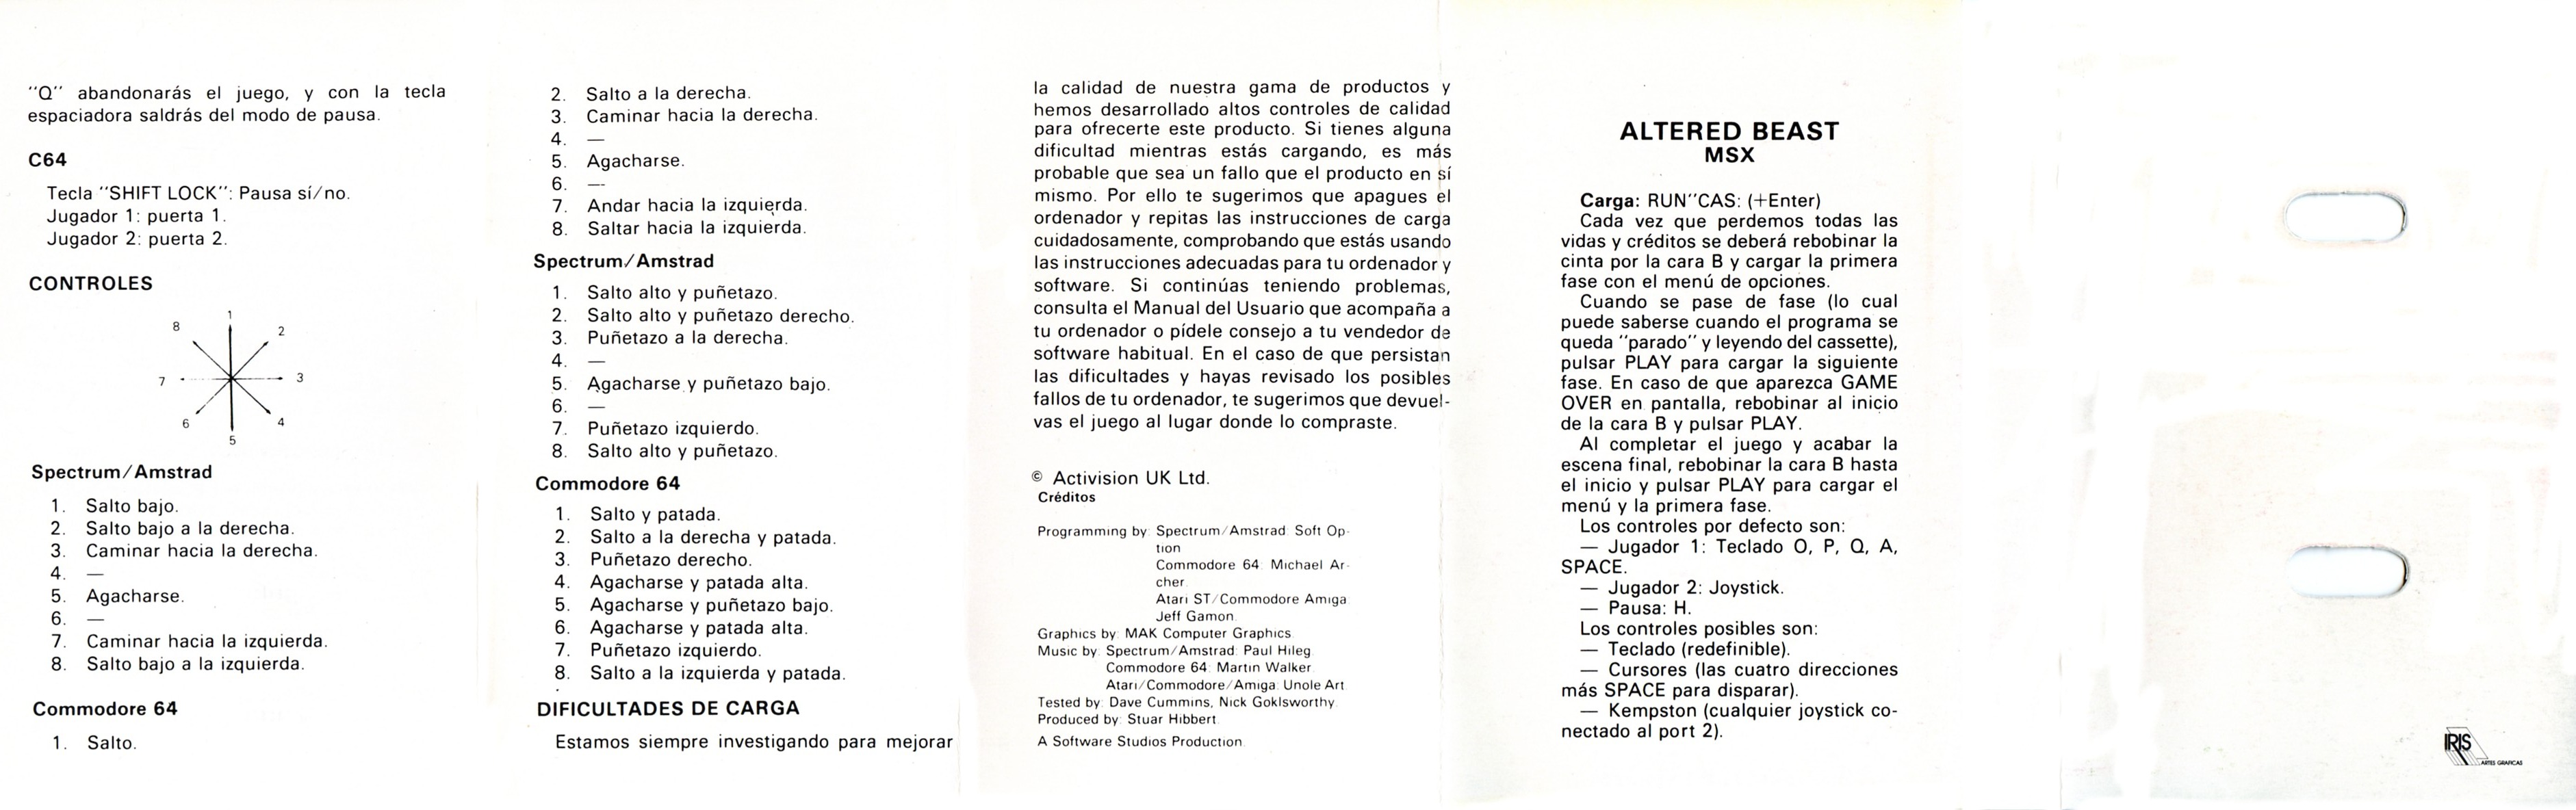 "Q" abandonarás el juego, y con la tecla
espaciadora saldrás del modo de pausa.
C64
Tecla "SHIFT LOCK": Pausa sí/no.
Jugador 1: puerta 1.
Jugador 2: puerta 2.
CONTROLES
1
2
3
4
5
6
7
8
Spectrum/Amstrad
1. Salto bajo.
2. Salto bajo a la derecha.
3. Caminar hacia la derecha.
4. —
5. Agacharse.
6. —
7. Caminar hacia la izquierda.
8. Salto bajo a la izquierda.
Commodore 64
1. Salto.
2. Salto a la derecha.
3. Caminar hacia la derecha.
4. —
5. Agacharse.
6. —
7. Andar hacia la izquierda.
8. Saltar hacia la izquierda.
Spectrum/Amstrad
1. Salto alto y puñetazo.
2. Salto alto y puñetazo derecho.
3. Puñetazo a la derecha.
4. —
5. Agacharse y puñetazo bajo.
6. —
7. Puñetazo izquierdo.
8. Salto alto y puñetazo.
Commodore 64
1. Salto y patada.
2. Salto a la derecha y patada.
3. Puñetazo derecho.
4. Agacharse y patada alta.
5. Agacharse y puñetazo bajo.
6. Agacharse y patada alta.
7. Puñetazo izquierdo.
8. Salto a la izquierda y patada.
DIFICULTADES DE CARGA
Estamos siempre investigando para mejorar
la calidad de nuestra gama de productos y
hemos desarrollado altos controles de calidad
para ofrecerte este producto. Si tienes alguna
dificultad mientras estás cargando, es más
probable que sea un fallo que el producto en sí
mismo. Por ello te sugerimos que apagues el
ordenador y repitas las instrucciones de carga
cuidadosamente, comprobando que estás usando
las instrucciones adecuadas para tu ordenador y
software. Si continúas teniendo problemas,
consulta el Manual del Usuario que acompaña a
tu ordenador o pídele consejo a tu vendedor de
software habitual. En el caso de que persistan
las dificultades y hayas revisado los posibles
fallos de tu ordenador, te sugerimos que devuel-
vas el juego al lugar donde lo compraste.
© Activision UK Ltd.
Créditos
Programming by: Spectrum/Amstrad: Soft Op-
tion
Commodore 64: Michael Ar-
cher.
Atari ST/Commodore Amiga:
Jeff Gamon.
Graphics by: MAK Computer Graphics
Music by: Spectrum/Amstrad: Paul Hileg
Commodore 64: Martin Walker
Atari/Commodore/Amiga: Unole Art
Tested by: Dave Cummins, Nick Goklsworthy
Produced by: Stuar Hibbert
A Software Studios Production
ALTERED BEAST
MSX
Carga: RUN"CAS: (+Enter)
Cada vez que perdemos todas las
vidas y créditos se deberá rebobinar la
cinta por la cara B y cargar la primera
fase con el menú de opciones.
Cuando se pase de fase (lo cual
puede saberse cuando el programa se
queda "parado" y leyendo del cassette),
pulsar PLAY para cargar la siguiente
fase. En caso de que aparezca GAME
OVER en pantalla, rebobinar al inicio
de la cara B y pulsar PLAY.
Al completar el juego y acabar la
escena final, rebobinar la cara B hasta
el inicio y pulsar PLAY para cargar el
menú y la primera fase.
Los controles por defecto son:
— Jugador 1: Teclado O, P, Q, A,
SPACE.
— Jugador 2: Joystick.
— Pausa: H.
Los controles posibles son:
— Teclado (redefinible).
— Cursores (las cuatro direcciones
más SPACE para disparar).
— Kempston (cualquier joystick co-
nectado al port 2).
IRIS
ARTES GRAFICAS